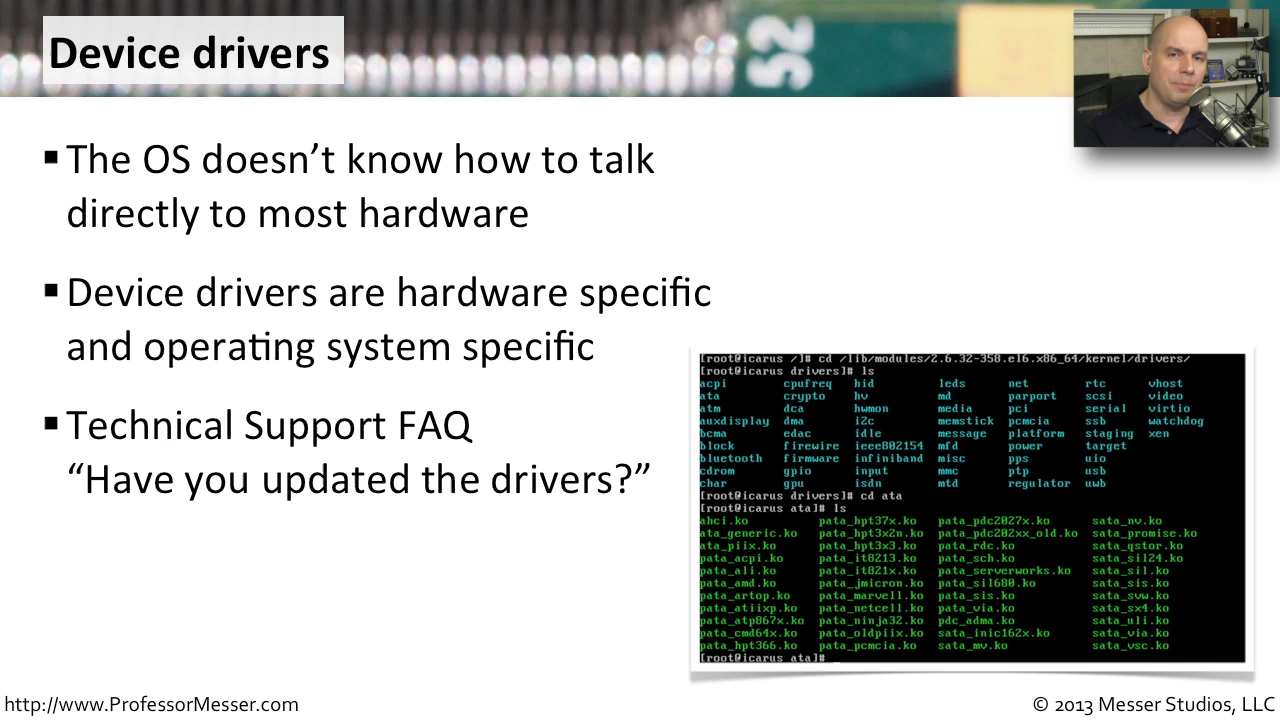 Device drivers
52
▪ The OS doesn’t know how to talk
directly to most hardware
▪ Device drivers are hardware specific
and operating system specific
▪ Technical Support FAQ
“Have you updated the drivers?”
[root@icarus /]# cd /lib/modules/2.6.32-358.el6.x86_64/kernel/drivers/
[root@icarus drivers]# ls
acpi cpufreq hid leds net rtc vhost
ata crypto hv md parport scsi video
atm dca hwmon media pci serial virtio
auxdisplay dma i2c memstick pcmcia ssb watchdog
bcma edac idle message platform staging xen
block firewire ieee802154 mfd power target
bluetooth firmware infiniband misc pps uio
cdrom gpio input mmc ptp usb
char gpu isdn mtd regulator uwb
[root@icarus drivers]# cd ata
[root@icarus ata]# ls
ahci.ko pata_hpt37x.ko pata_pdc2027x.ko sata_nv.ko
ata_generic.ko pata_hpt3x2n.ko pata_pdc202xx_old.ko sata_promise.ko
ata_piix.ko pata_hpt3x3.ko pata_rdc.ko sata_qstor.ko
pata_acpi.ko pata_it8213.ko pata_sch.ko sata_sil24.ko
pata_ali.ko pata_it821x.ko pata_serverworks.ko sata_sil.ko
pata_amd.ko pata_jmicron.ko pata_sil680.ko sata_sis.ko
pata_artop.ko pata_marvell.ko pata_sis.ko sata_svw.ko
pata_atiixp.ko pata_netcell.ko pata_via.ko sata_sx4.ko
pata_atp867x.ko pata_ninja32.ko pdc_adma.ko sata_uli.ko
pata_cmd64x.ko pata_oldpiix.ko sata_inic162x.ko sata_via.ko
pata_hpt366.ko pata_pcmcia.ko sata_mv.ko sata_vsc.ko
[root@icarus ata]# _
http://www.ProfessorMesser.com
© 2013 Messer Studios, LLC